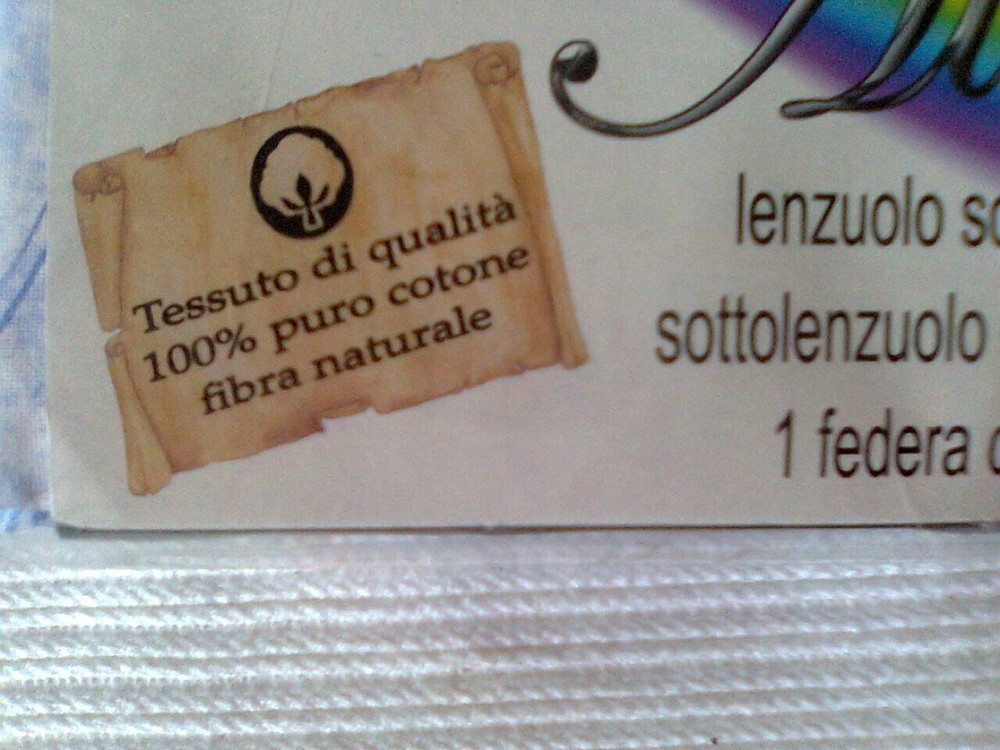 Tessuto di qualità
100% puro cotone
fibra naturale
lenzuolo
sottolenzuolo
1 federa